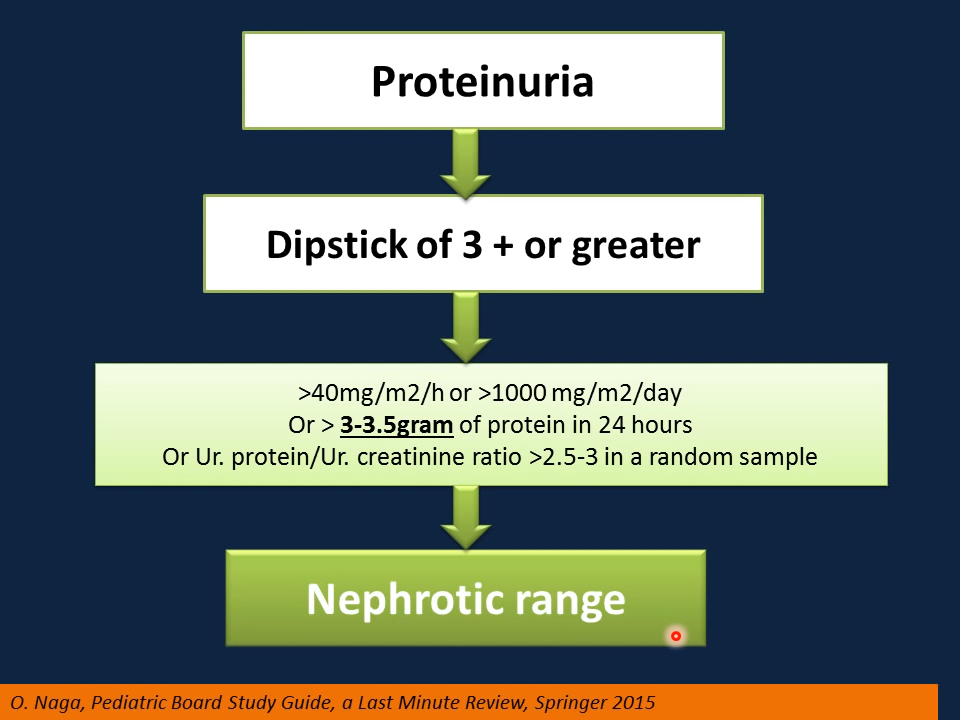 Proteinuria
Dipstick of 3 + or greater
>40mg/m2/h or >1000 mg/m2/day
Or > 3-3.5gram of protein in 24 hours
Or Ur. protein/Ur. creatinine ratio >2.5-3 in a random sample
Nephrotic range
O. Naga, Pediatric Board Study Guide, a Last Minute Review, Springer 2015